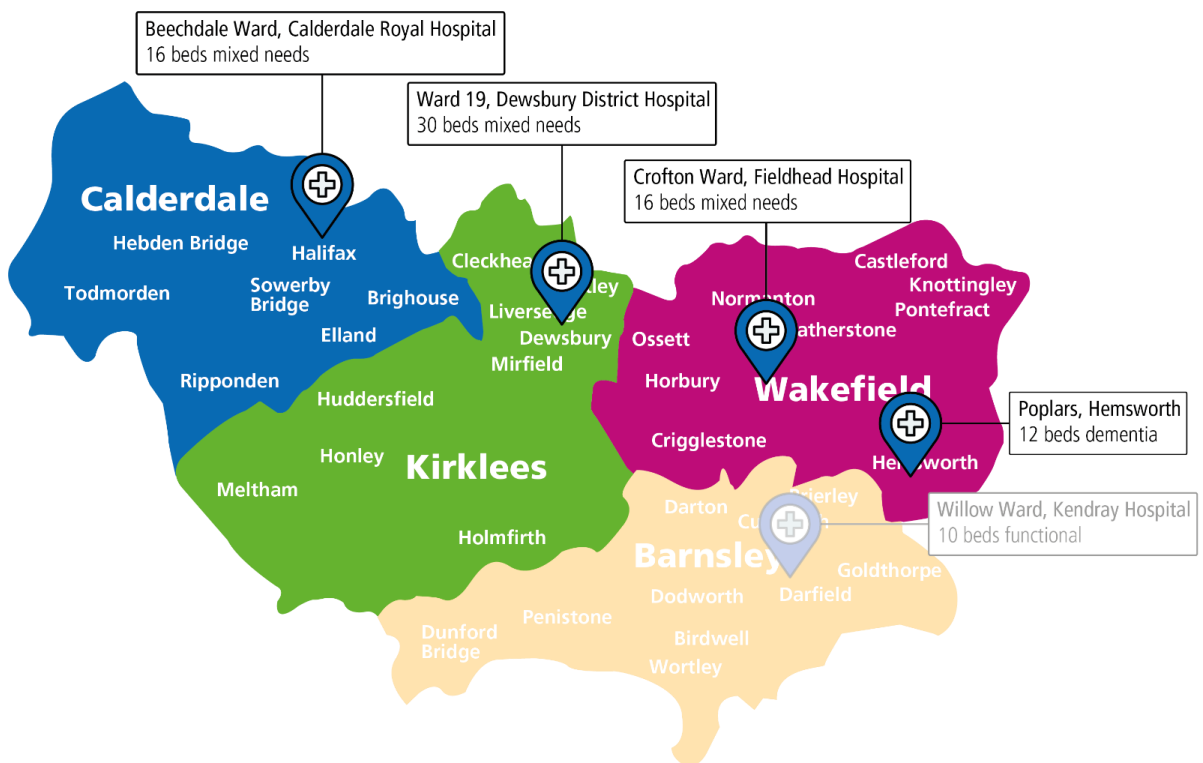 Beechdale Ward, Calderdale Royal Hospital
16 beds mixed needs
Ward 19, Dewsbury District Hospital
30 beds mixed needs
Crofton Ward, Fieldhead Hospital
16 beds mixed needs
Poplars, Hemsworth
12 beds dementia
Willow Ward, Kendray Hospital
10 beds functional
Calderdale
Hebden Bridge
Halifax
Todmorden
Sowerby
Bridge
Brighouse
Elland
Ripponden
Liversedge
Dewsbury
Mirfield
Huddersfield
Honley
Kirklees
Meltham
Holmfirth
Castleford
Knottingley
Normanton
Pontefract
Ossett
Horbury
Wakefield
Crigglestone
Hemsworth
Darton
Brierley
Barnsley
Goldthorpe
Dodworth
Darfield
Penistone
Dunford
Bridge
Birdwell
Wortley